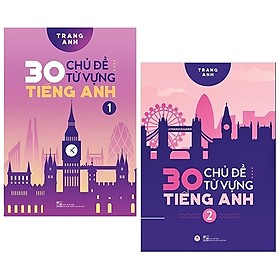 TRANG
ANH
30 CHỦ ĐỀ
TỪ VỰNG
TIẾNG ANH
1
TRANG
ANH
30 CHỦ ĐỀ
TỪ VỰNG
TIẾNG ANH
2